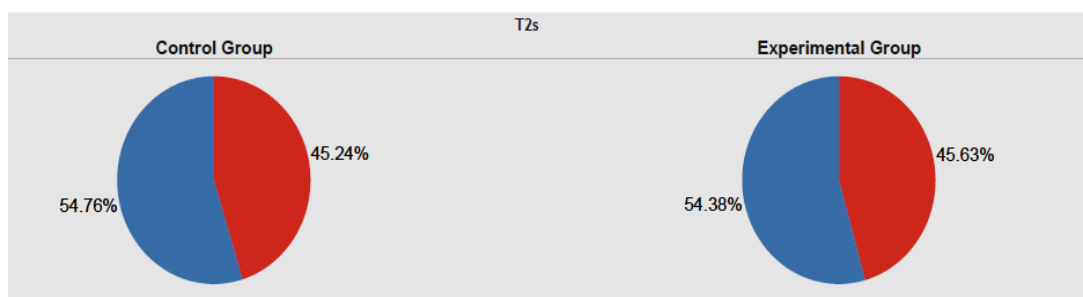 T2s
Control Group
Experimental Group
45.24%
54.76%
45.63%
54.38%